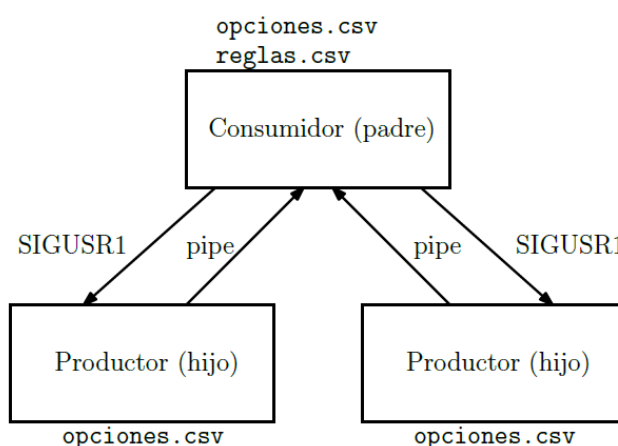 opciones.csv
reglas.csv
Consumidor (padre)
SIGUSR1
pipe
pipe
SIGUSR1
Productor (hijo)
Productor (hijo)
opciones.csv
opciones.csv